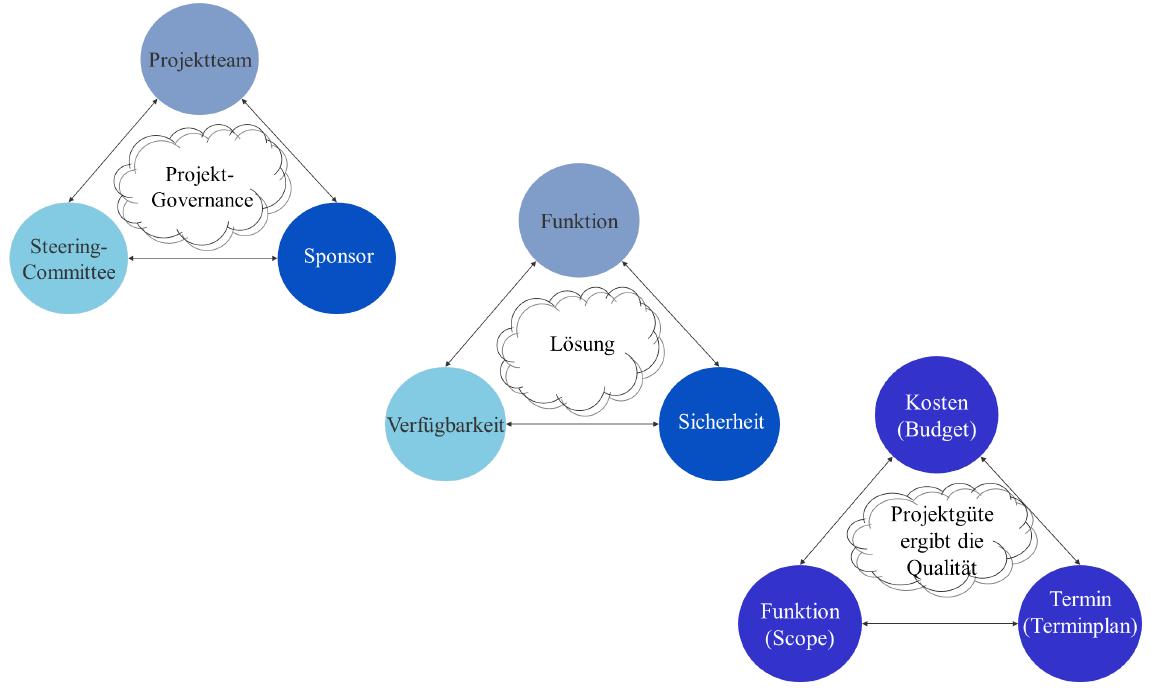 Projektteam
Projekt-
Governance
Steering-
Committee
Sponsor
Funktion
Lösung
Verfügbarkeit
Sicherheit
Kosten
(Budget)
Projektgüte
ergibt die
Qualität
Funktion
(Scope)
Termin
(Terminplan)